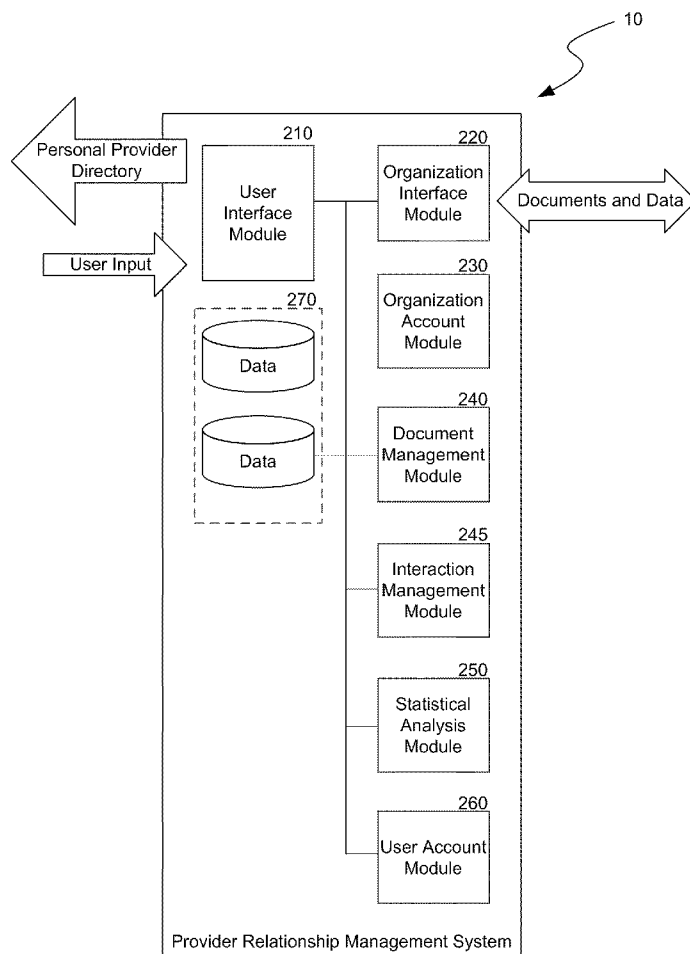 10
Personal Provider
Directory
User Input
210
User
Interface
Module
220
Organization
Interface
Module
Documents and Data
230
Organization
Account
Module
270
Data
Data
240
Document
Management
Module
245
Interaction
Management
Module
250
Statistical
Analysis
Module
260
User Account
Module
Provider Relationship Management System